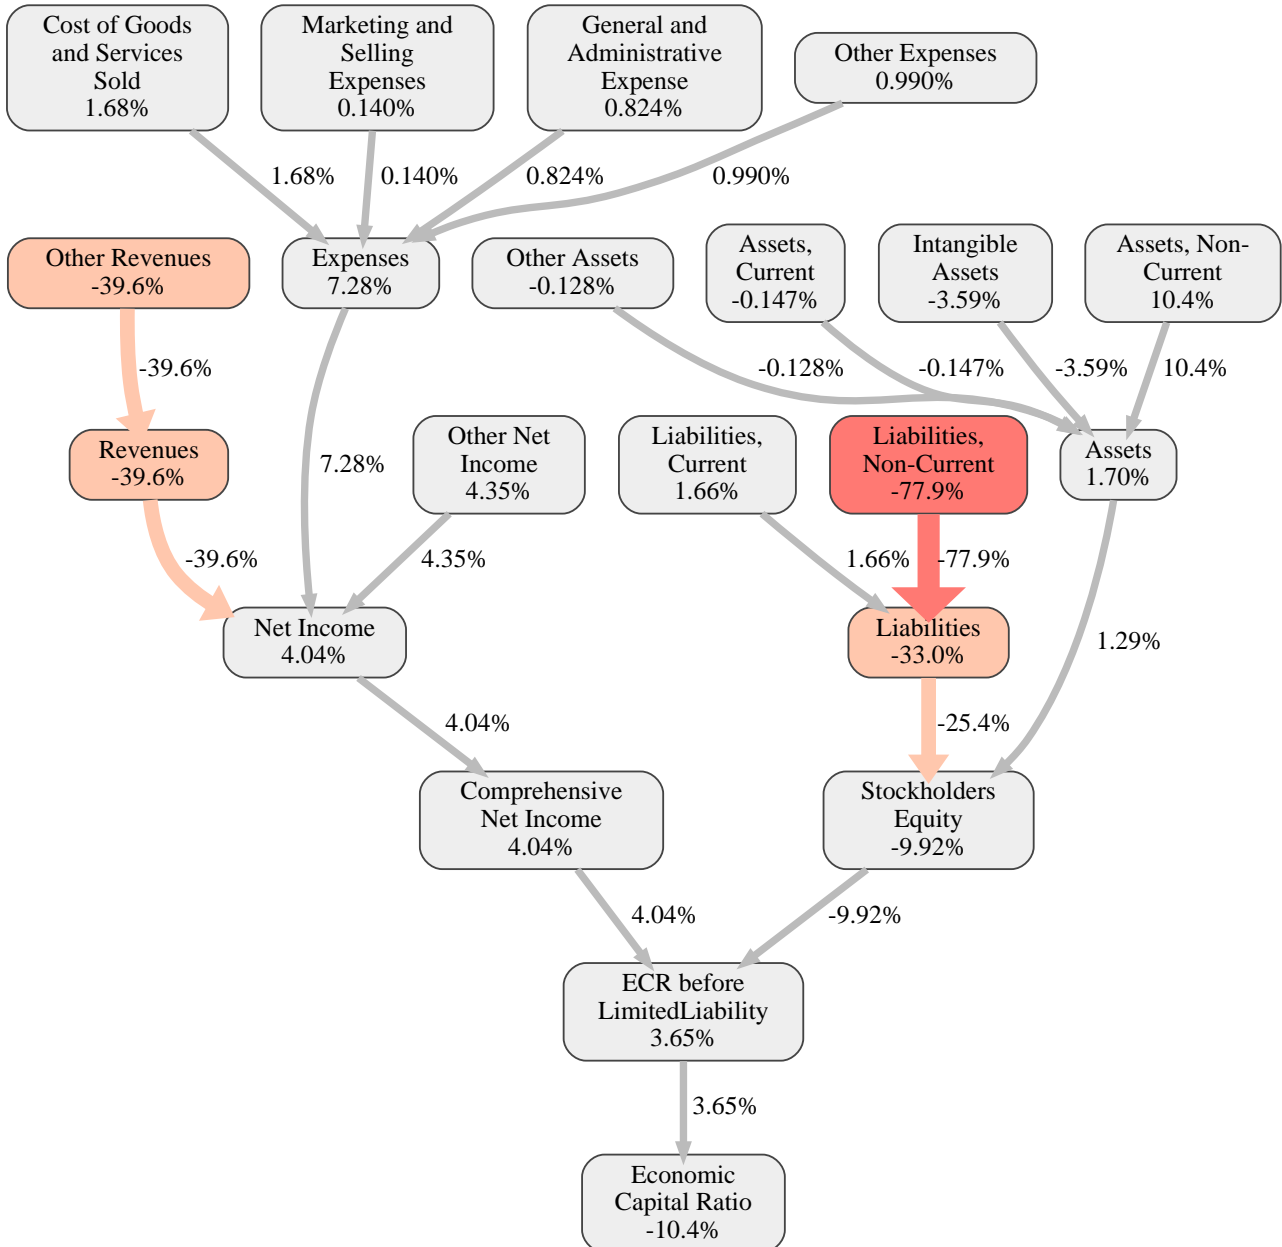 Cost of Goods
and Services
Sold
1.68%
Marketing and
Selling
Expenses
0.140%
General and
Administrative
Expense
0.824%
Other Expenses
0.990%
1.68%
0.140%
0.824%
0.990%
Other Revenues
-39.6%
Expenses
7.28%
Other Assets
-0.128%
Assets,
Current
-0.147%
Intangible
Assets
-3.59%
Assets, Non-
Current
10.4%
-39.6%
-0.128%
-0.147%
-3.59%
10.4%
Revenues
-39.6%
7.28%
Other Net
Income
4.35%
Liabilities,
Current
1.66%
Liabilities,
Non-Current
-77.9%
Assets
1.70%
-39.6%
4.35%
1.66%
-77.9%
Net Income
4.04%
Liabilities
-33.0%
1.29%
4.04%
-25.4%
Comprehensive
Net Income
4.04%
Stockholders
Equity
-9.92%
4.04%
-9.92%
ECR before
LimitedLiability
3.65%
3.65%
Economic
Capital Ratio
-10.4%